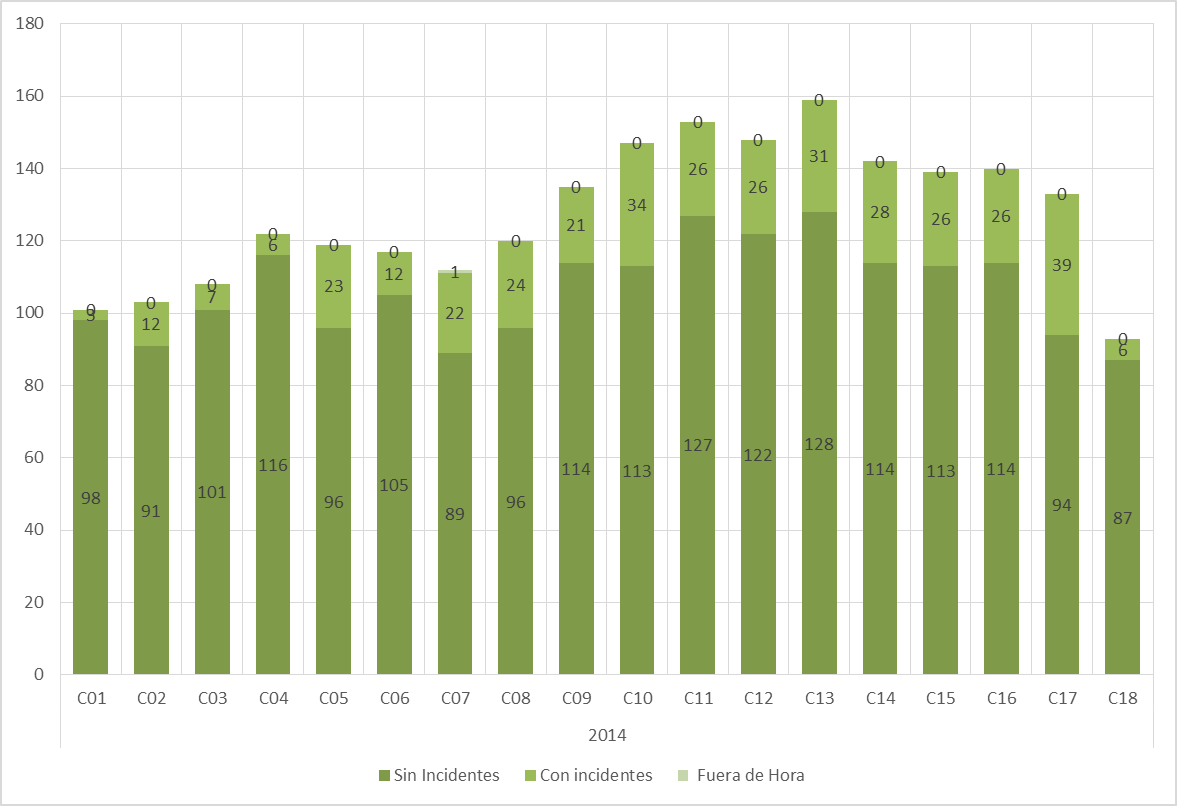 180
160
140
120
100
80
60
40
20
0
0 0 0 0 0 0 1 0 0 0 0 0 0 0 0 0 0 0
3 12 7 6 23 12 22 24 21 34 26 26 31 28 26 26 39 6
98 91 101 116 96 105 89 96 114 113 127 122 128 114 113 114 94 87
C01 C02 C03 C04 C05 C06 C07 C08 C09 C10 C11 C12 C13 C14 C15 C16 C17 C18
2014
Sin Incidentes Con incidentes Fuera de Hora